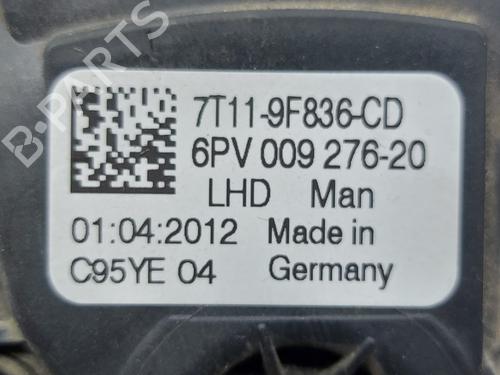 B-PARTS
7T11-9F836-CD
6PV 009 276-20
LHD Man
01:04:2012 Made in
C95YE 04 Germany